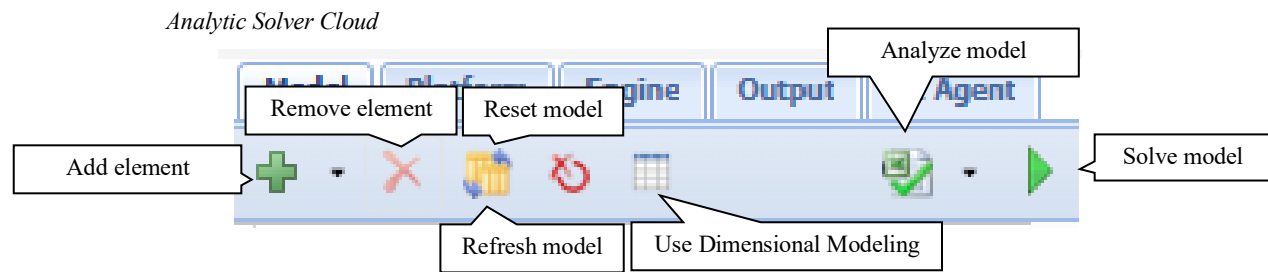 Analytic Solver Cloud
Analyze model
Output
Agent
Remove element
Reset model
Add element
Solve model
Refresh model
Use Dimensional Modeling